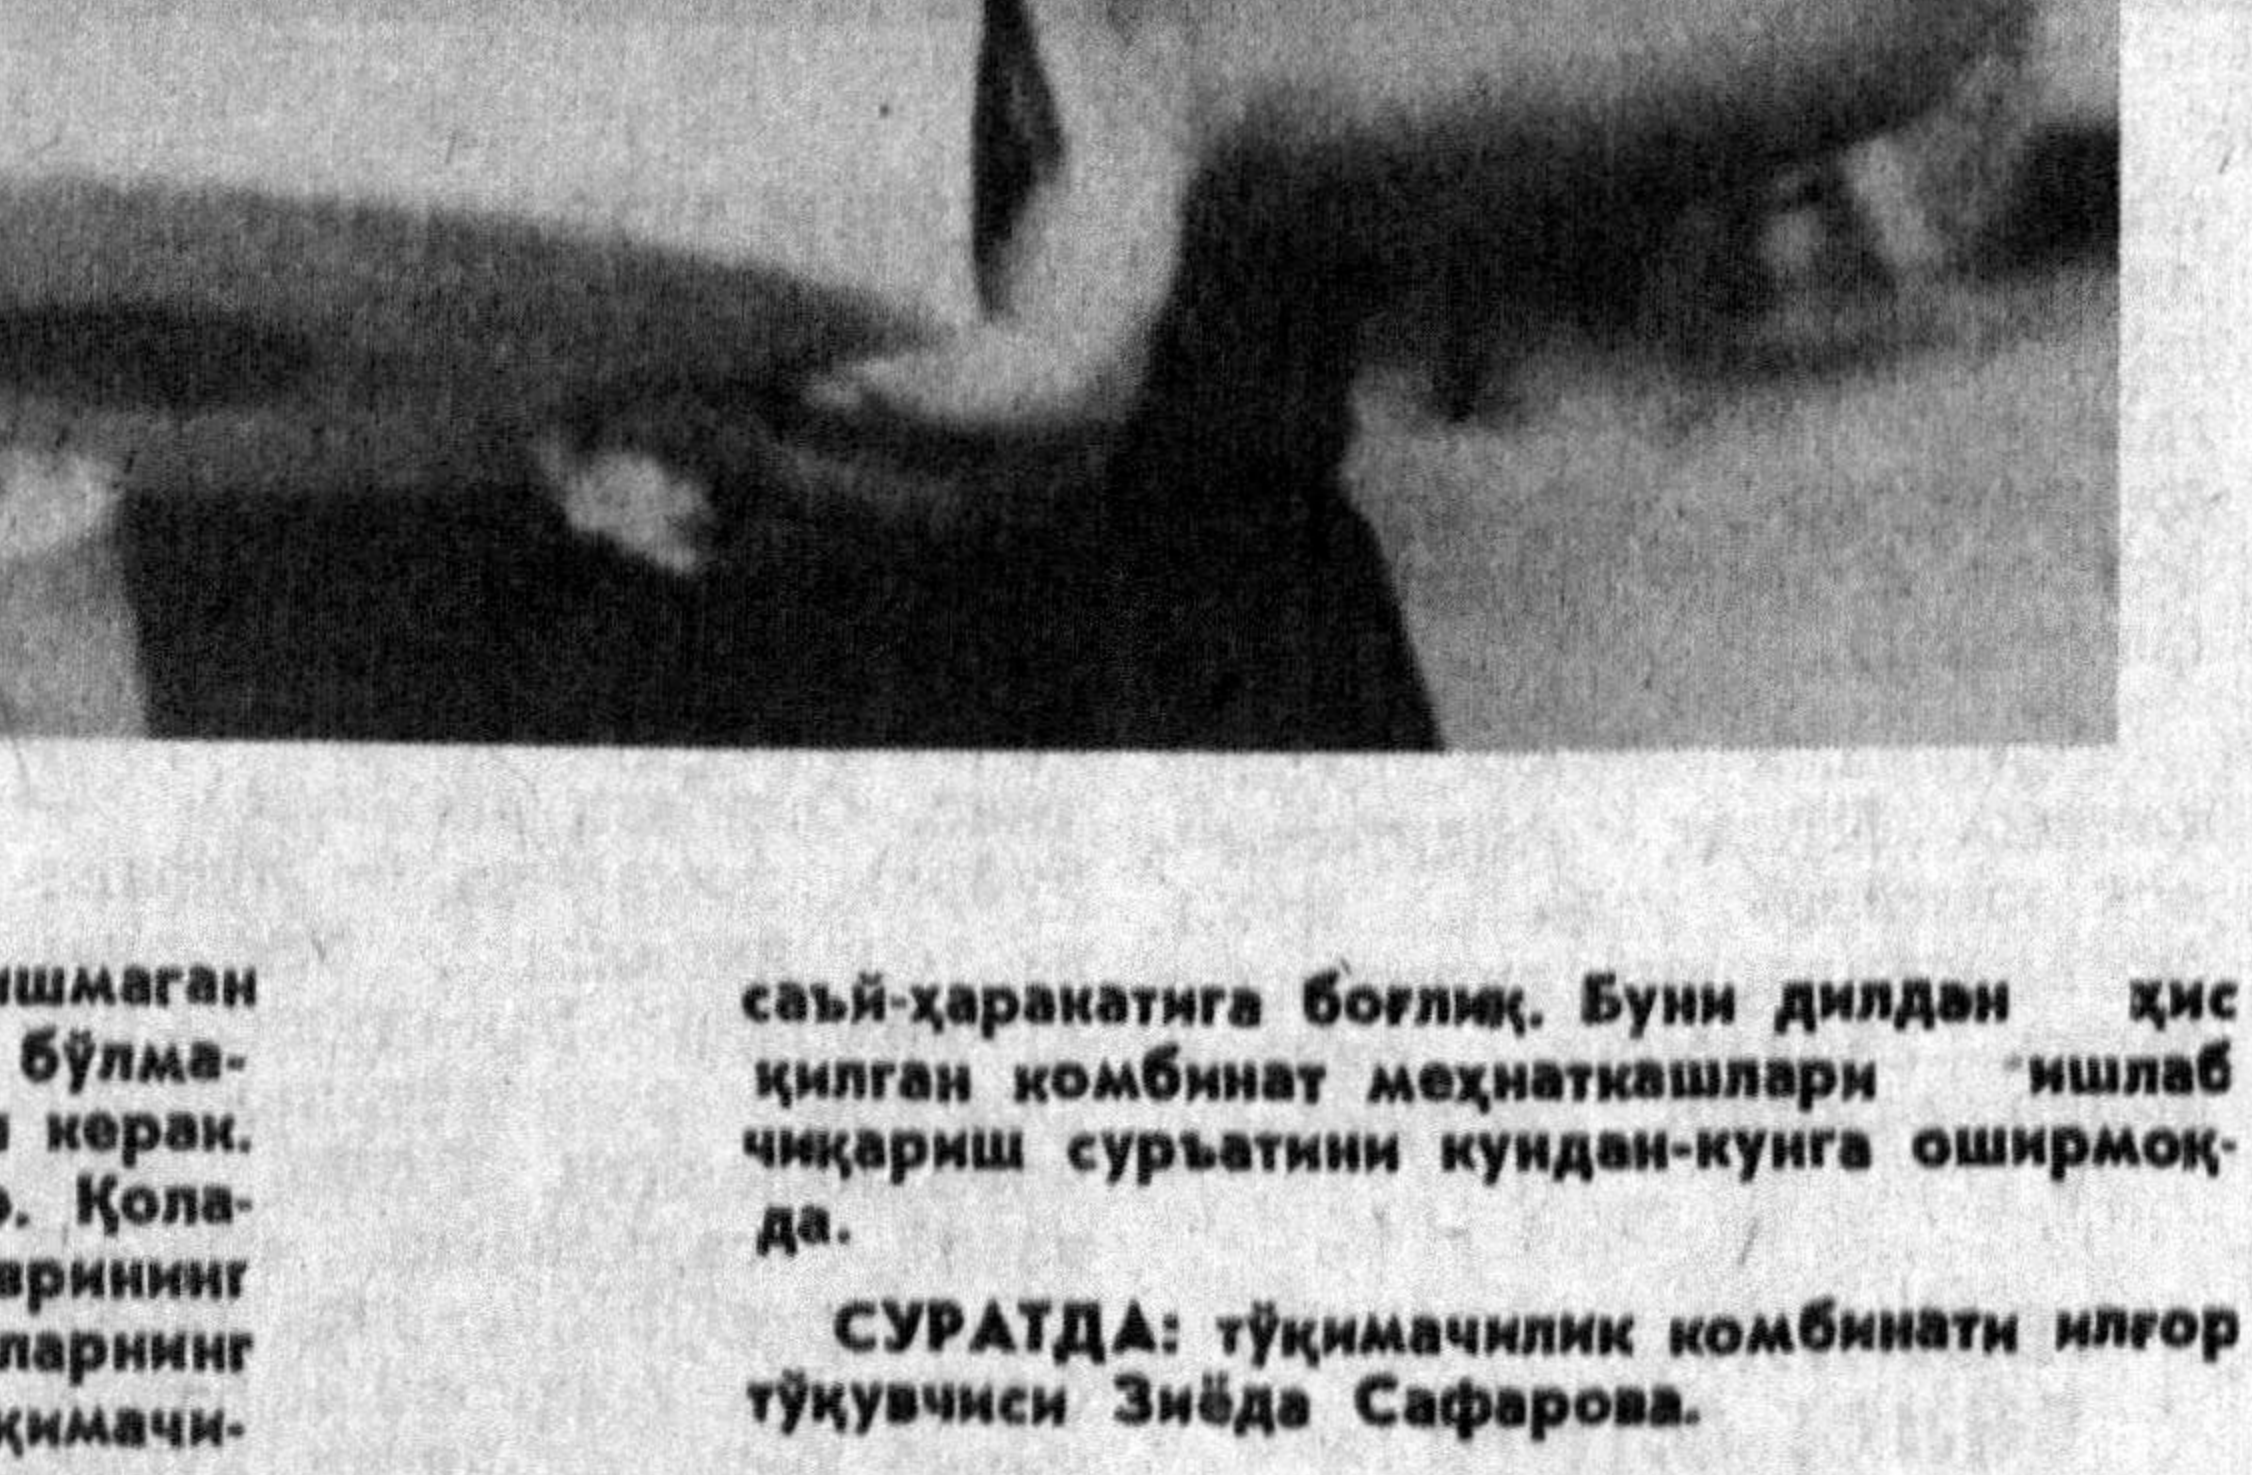 ишмаган
бўлма-
керак.
Қола-
врининг
ларнинг
қимачи-
саъй-ҳаракатига боғлиқ. Буни дилдан ҳис
қилган комбинат меҳнаткашлари ишлаб
чиқариш суръатини кундан-кунга оширмоқ-
да.
СУРАТДА: тўқимачилик комбинати илғор
тўқувчиси Зиёда Сафарова.